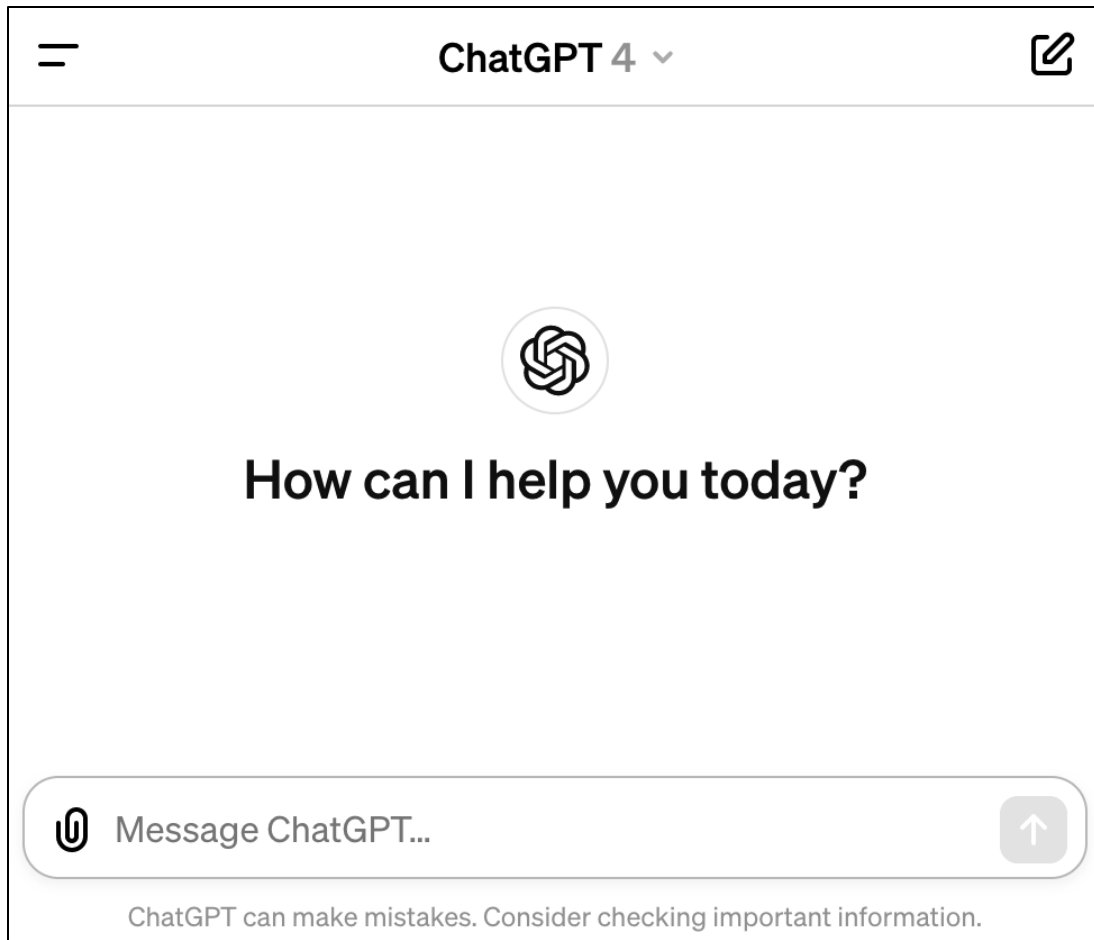 ChatGPT 4
How can I help you today?
Message ChatGPT...
ChatGPT can make mistakes. Consider checking important information.